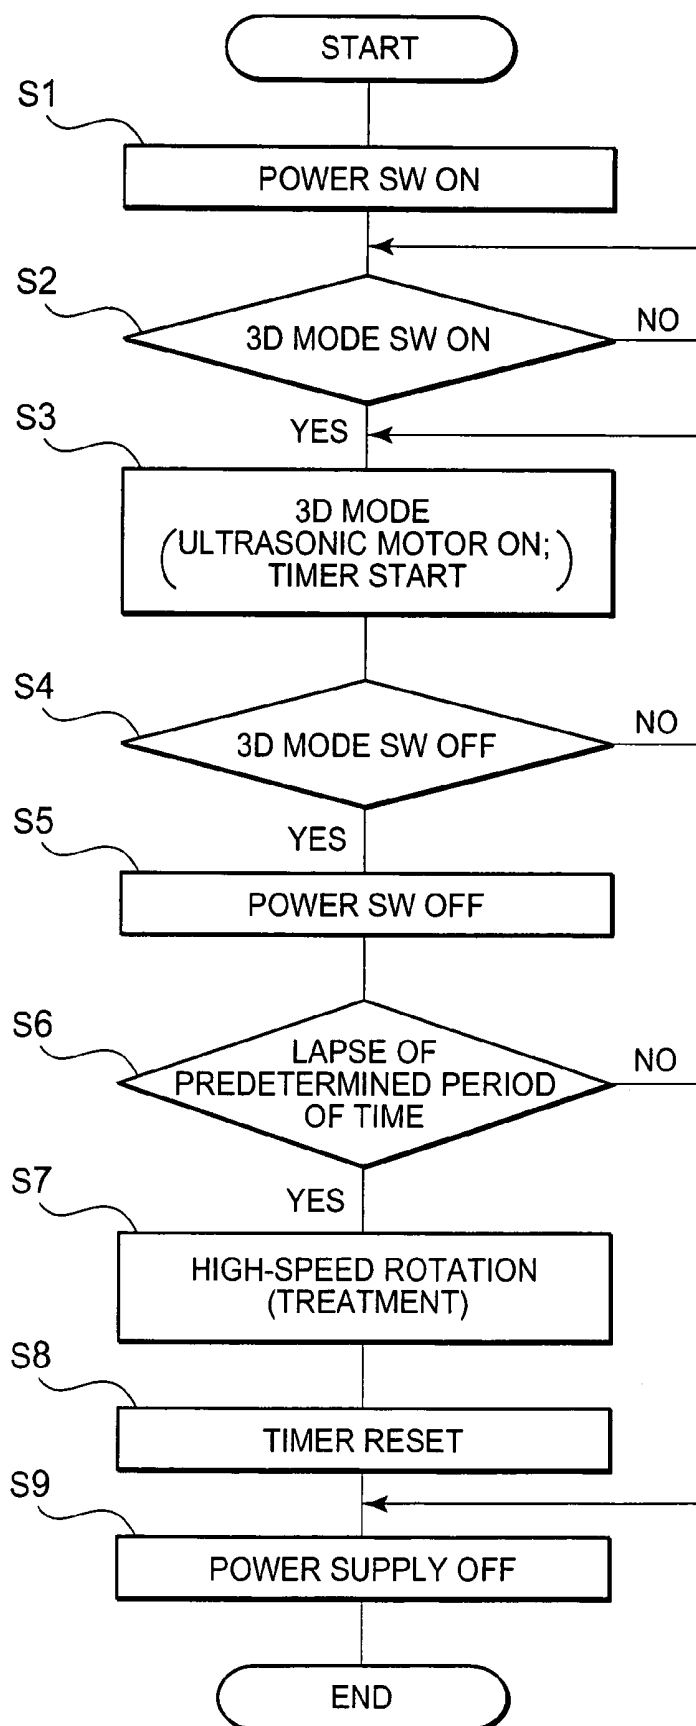 START
S1
POWER SW ON
S2
3D MODE SW ON
NO
YES
S3
3D MODE
(ULTRASONIC MOTOR ON;
TIMER START)
S4
3D MODE SW OFF
NO
YES
S5
POWER SW OFF
S6
LAPSE OF
PREDETERMINED PERIOD
OF TIME
NO
YES
S7
HIGH-SPEED ROTATION
(TREATMENT)
S8
TIMER RESET
S9
POWER SUPPLY OFF
END